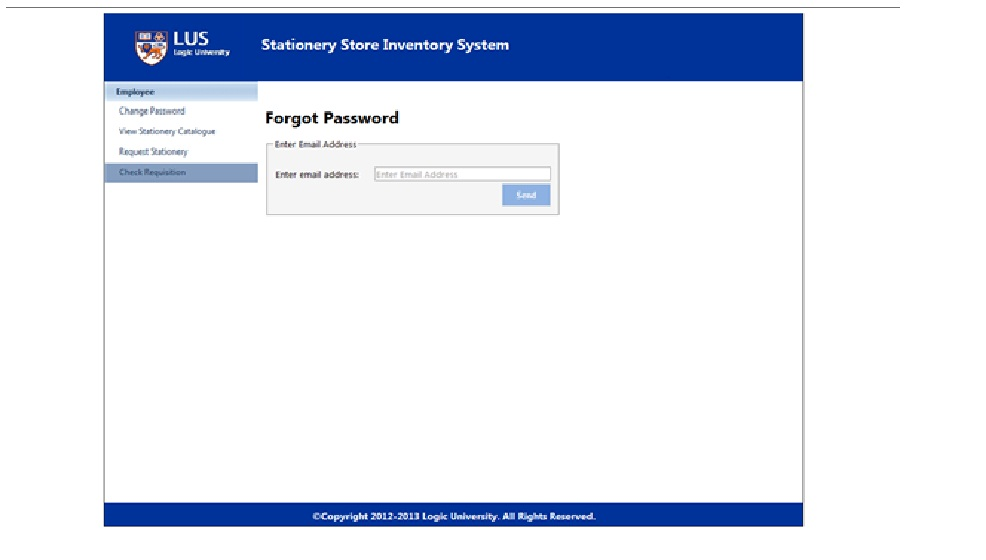 LUS
Logic University
Stationery Store Inventory System
Employee
Change Password
View Stationery Catalogue
Request Stationery
Check Requisition
Forgot Password
Enter Email Address
Enter email address:
Enter Email Address
Send
©Copyright 2012-2013 Logic University. All Rights Reserved.